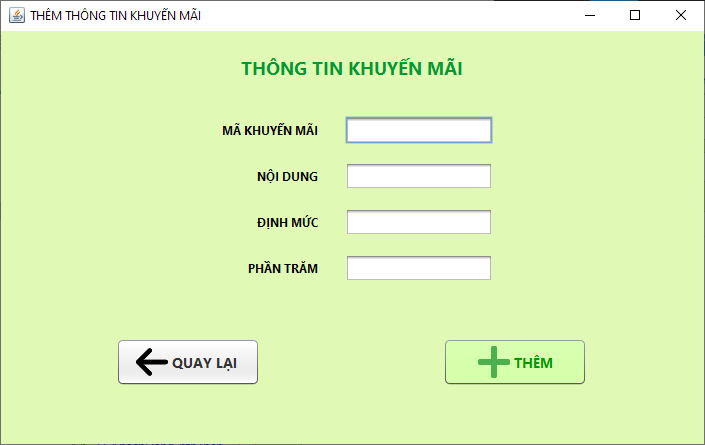 THÊM THÔNG TIN KHUYẾN MÃI
THÔNG TIN KHUYẾN MÃI
MÃ KHUYẾN MÃI
NỘI DUNG
ĐỊNH MỨC
PHẦN TRĂM
QUAY LẠI
THÊM